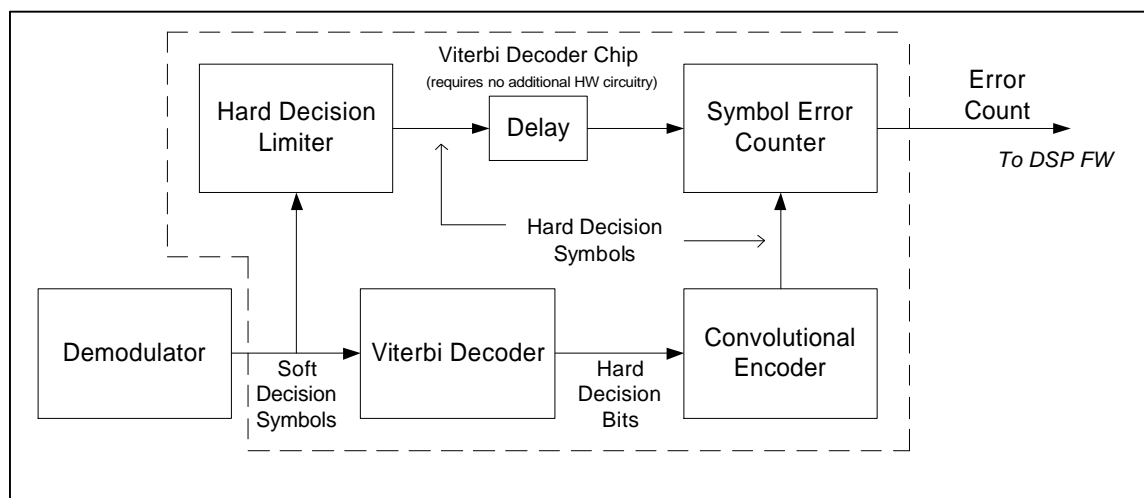 Viterbi Decoder Chip
(requires no additional HW circuitry)
Hard Decision
Limiter
Delay
Symbol Error
Counter
Error
Count
To DSP FW
Hard Decision
Symbols
Demodulator
Soft
Decision
Symbols
Viterbi Decoder
Hard
Decision
Bits
Convolutional
Encoder